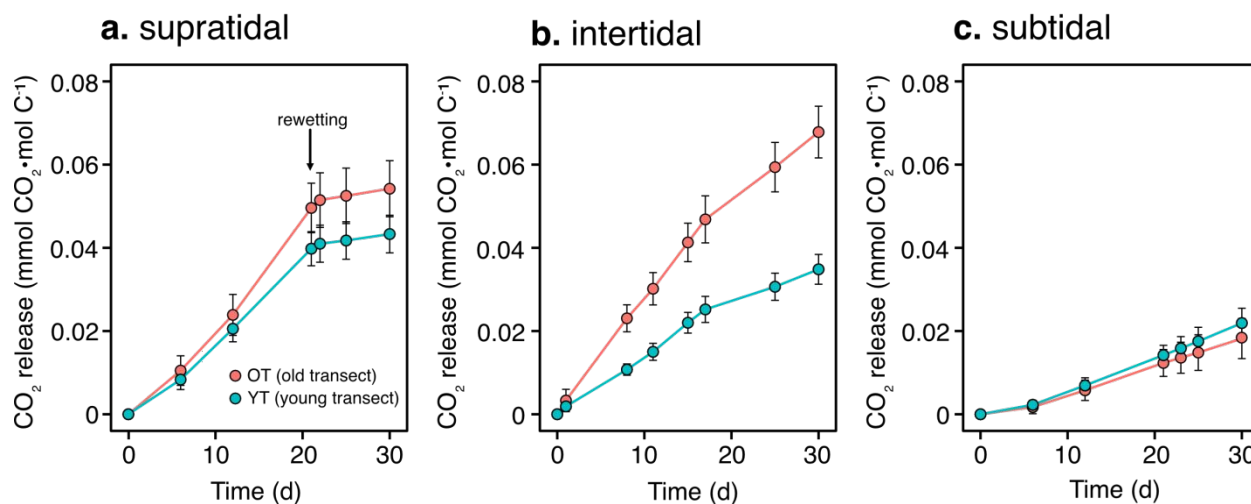 a. supratidal
CO₂ release (mmol CO₂•mol C⁻¹)
0.08
0.06
0.04
0.02
0
rewetting
OT (old transect)
YT (young transect)
0 10 20 30
Time (d)
b. intertidal
CO₂ release (mmol CO₂•mol C⁻¹)
0.08
0.06
0.04
0.02
0
0 10 20 30
Time (d)
c. subtidal
CO₂ release (mmol CO₂•mol C⁻¹)
0.08
0.06
0.04
0.02
0
0 10 20 30
Time (d)